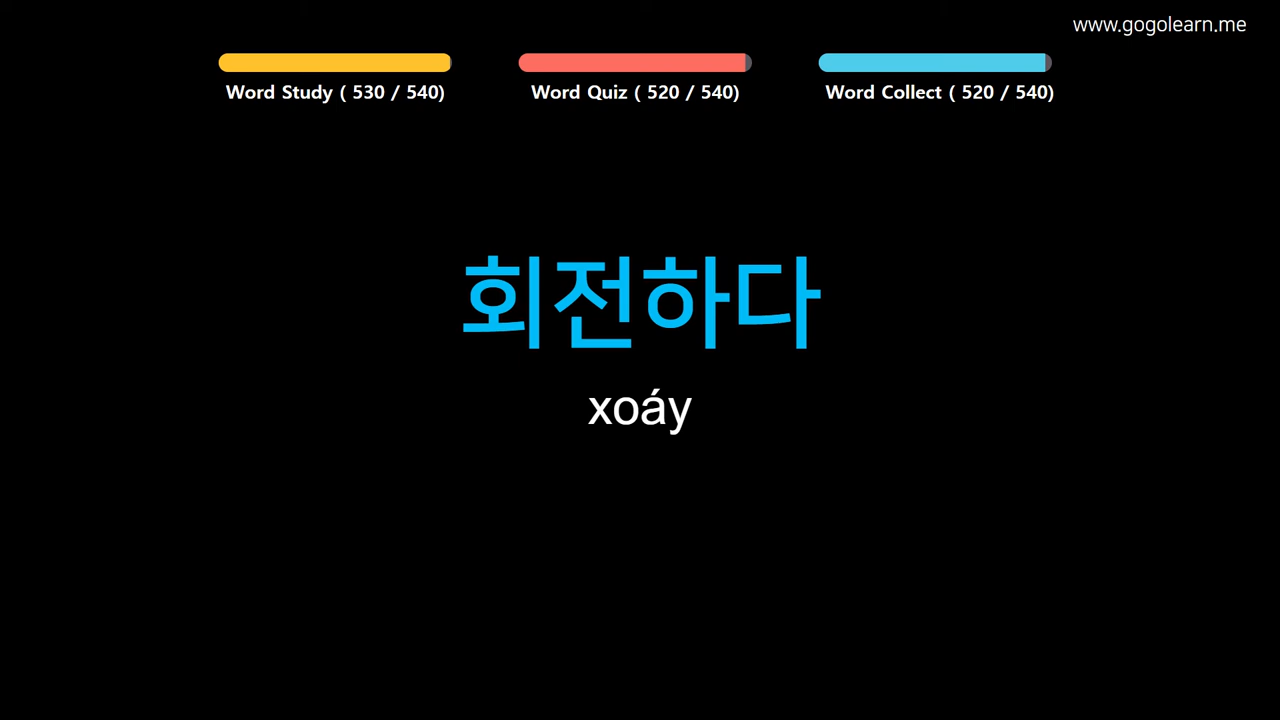 www.gogolearn.me
Word Study ( 530 / 540)
Word Quiz ( 520 / 540)
Word Collect ( 520 / 540)
회전하다
xoáy